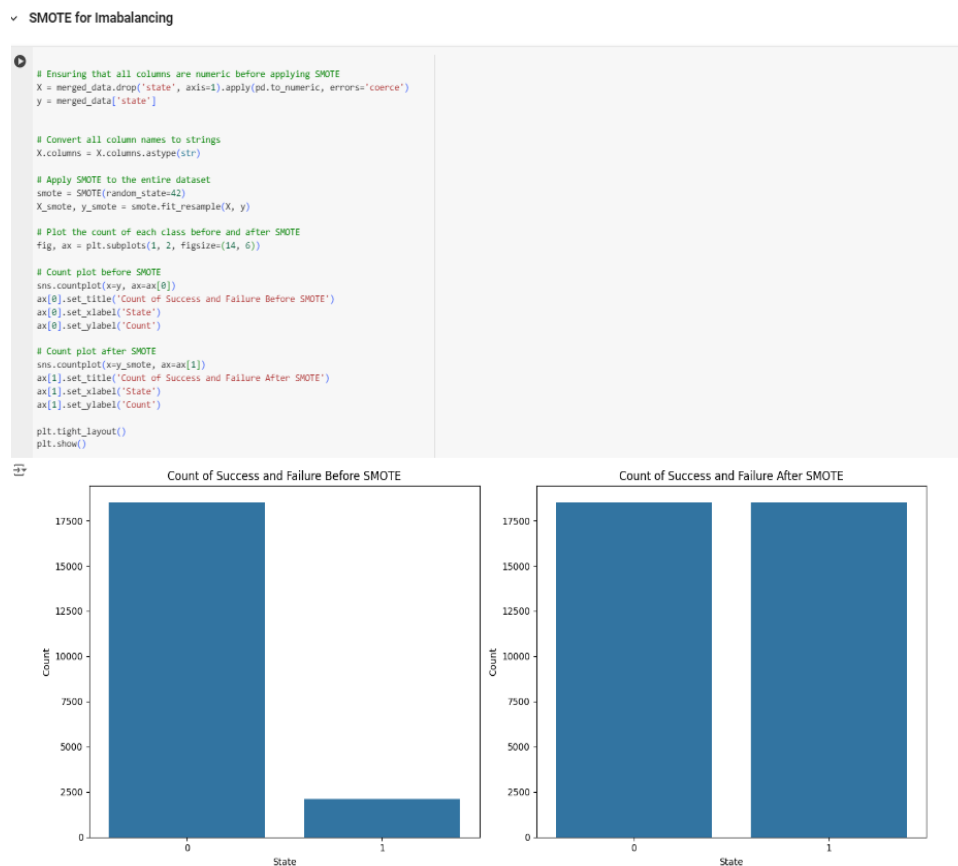 SMOTE for Imabalancing
# Ensuring that all columns are numeric before applying SMOTE
X = merged_data.drop('state', axis=1).apply(pd.to_numeric, errors='coerce')
y = merged_data['state']
# Convert all column names to strings
X.columns = X.columns.astype(str)
# Apply SMOTE to the entire dataset
smote = SMOTE(random_state=42)
X_smote, y_smote = smote.fit_resample(X, y)
# Plot the count of each class before and after SMOTE
fig, ax = plt.subplots(1, 2, figsize=(14, 6))
# Count plot before SMOTE
sns.countplot(x=y, ax=ax[0])
ax[0].set_title('Count of Success and Failure Before SMOTE')
ax[0].set_xlabel('State')
ax[0].set_ylabel('Count')
# Count plot after SMOTE
sns.countplot(x=y_smote, ax=ax[1])
ax[1].set_title('Count of Success and Failure After SMOTE')
ax[1].set_xlabel('State')
ax[1].set_ylabel('Count')
plt.tight_layout()
plt.show()
Count of Success and Failure Before SMOTE
17500
15000
12500
10000
7500
5000
2500
0
Count
0 1
State
Count of Success and Failure After SMOTE
17500
15000
12500
10000
7500
5000
2500
0
Count
0 1
State